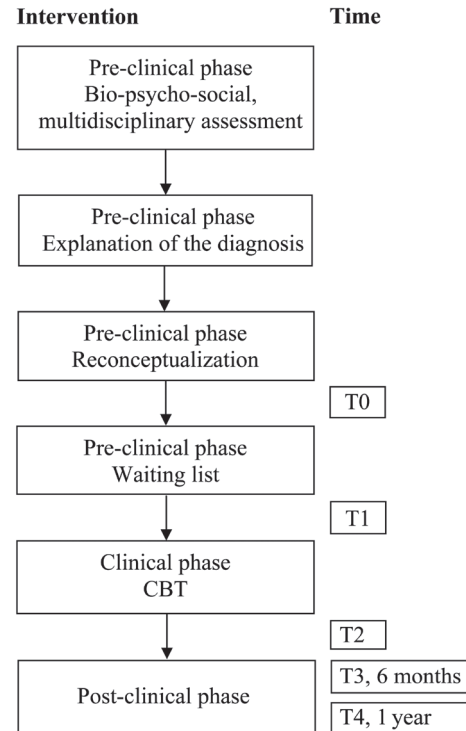 Intervention
Time
Pre-clinical phase
Bio-psycho-social,
multidisciplinary assessment
Pre-clinical phase
Explanation of the diagnosis
Pre-clinical phase
Reconceptualization
T0
Pre-clinical phase
Waiting list
T1
Clinical phase
CBT
T2
Post-clinical phase
T3, 6 months
T4, 1 year